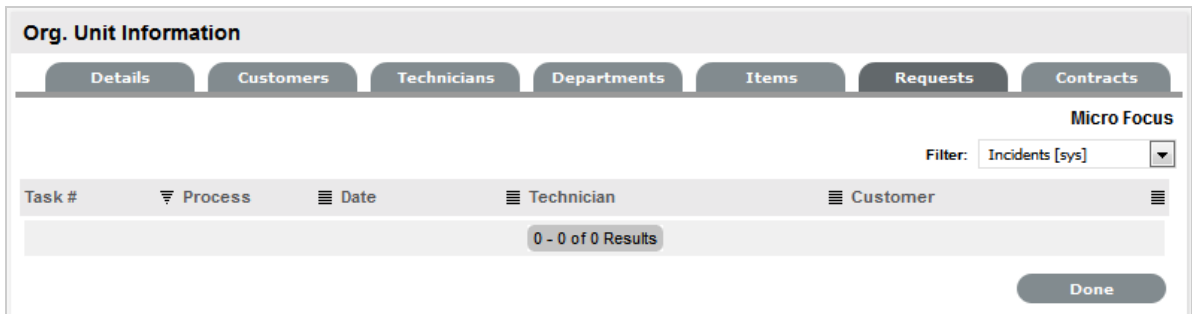 Org. Unit Information
Details Customers Technicians Departments Items Requests Contracts
Micro Focus
Filter: Incidents [sys]
Task # Process Date Technician Customer
0 - 0 of 0 Results
Done